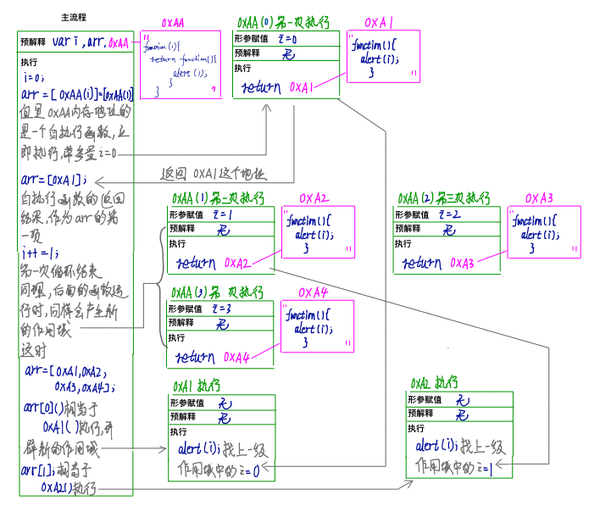 主流程
预解释 var i, arr, 0xAA
执行
i=0;
arr = [ 0xAA(i)]=[0xAA(0)]
但是 0xAA内存地址的
是一个自执行函数,立
即执行,带参量 i=0
arr=[0xA1];
自执行函数的返回
结果,作为 arr 的第
一项
i++ =1;
第一次循环结束
同理,后面的函数运
行时,同样会产生新
的作用域
这时
arr=[0xA1,0xA2,
0xA3,0xA4];
arr[0]()相当于
0xA1( )执行,开
辟新的作用域
arr[1];相当于
0xA2()执行
0xAA
"function(i){
return function(){
alert(i);
}
} "
0xAA(0)第一次执行
形参赋值 i=0
预解释 无
执行
return 0xA1
0xA1
"function(){
alert(i);
} "
返回 0xA1这个地址
0xAA(1)第二次执行
形参赋值 i=1
预解释 无
执行
return 0xA2
0xA2
"function(){
alert(i);
} "
0xAA(2)第三次执行
形参赋值 i=2
预解释 无
执行
return 0xA3
0xA3
"function(){
alert(i);
} "
0xAA(3)第 次执行
形参赋值 i=3
预解释 无
执行
return 0xA4
0xA4
"function(){
alert(i);
} "
0xA1 执行
形参赋值 无
预解释 无
执行
alert(i);找上一级
作用域中的 i=0
0xA2 执行
形参赋值 无
预解释 无
执行
alert(i);找上一级
作用域中的 i=1